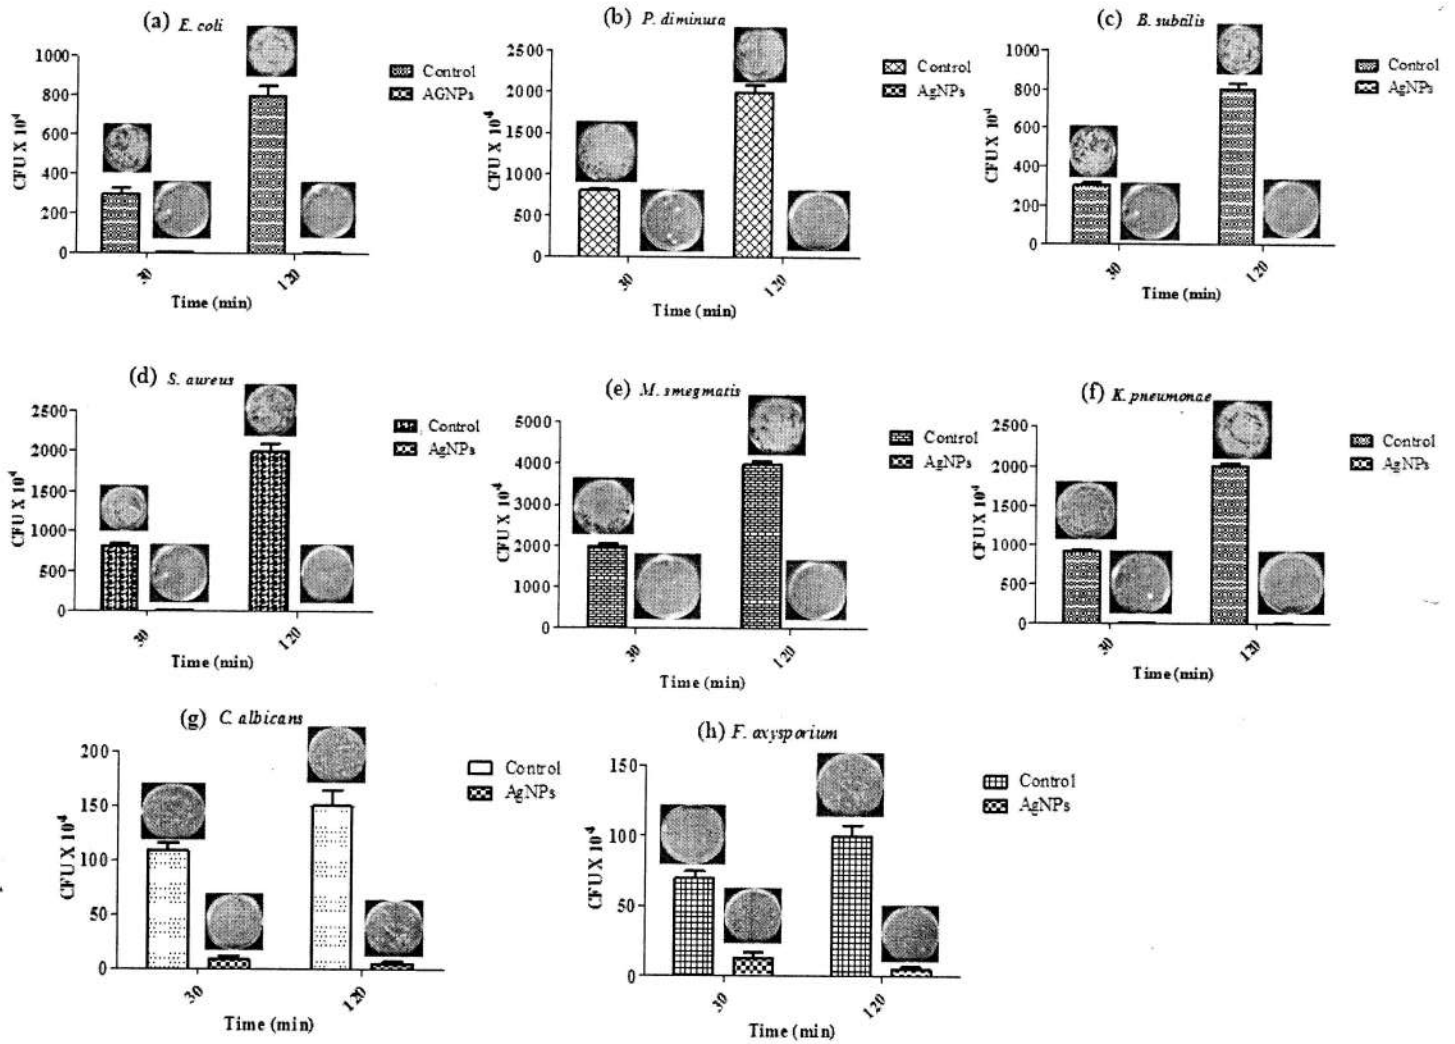 (a) E. coli
1000
800
600
400
200
0
CFU X 10⁴
30
120
Time (min)
Control
AGNPs
(b) P. diminuta
2500
2000
1500
1000
500
0
CFU X 10⁴
30
120
Time (min)
Control
AgNPs
(c) B. subtilis
1000
800
600
400
200
0
CFU X 10⁴
30
120
Time (min)
Control
AgNPs
(d) S. aureus
2500
2000
1500
1000
500
0
CFU X 10⁴
30
120
Time (min)
Control
AgNPs
(e) M. smegmatis
5000
4000
3000
2000
1000
0
CFU X 10⁴
30
120
Time (min)
Control
AgNPs
(f) K. pneumonae
2500
2000
1500
1000
500
0
CFU X 10⁴
30
120
Time (min)
Control
AgNPs
(g) C. albicans
200
150
100
50
0
CFU X 10⁴
30
120
Time (min)
Control
AgNPs
(h) F. axysporium
150
100
50
0
CFU X 10⁴
30
120
Time (min)
Control
AgNPs